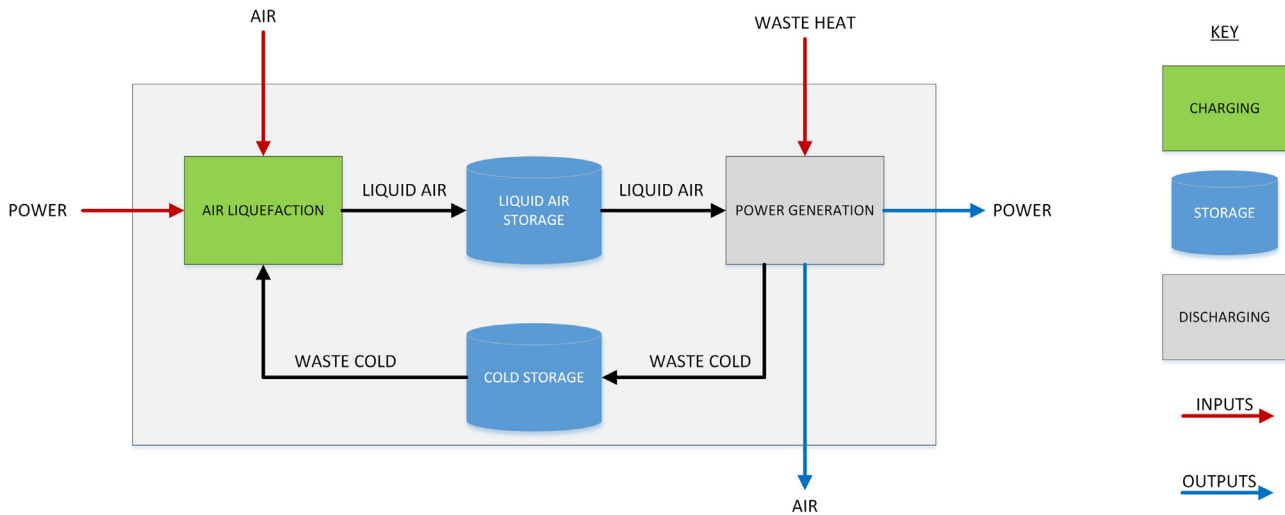 AIR
WASTE HEAT
KEY
CHARGING
LIQUID AIR
LIQUID AIR
POWER
AIR LIQUEFACTION
LIQUID AIR
STORAGE
POWER GENERATION
POWER
STORAGE
DISCHARGING
WASTE COLD
COLD STORAGE
WASTE COLD
INPUTS
OUTPUTS
AIR